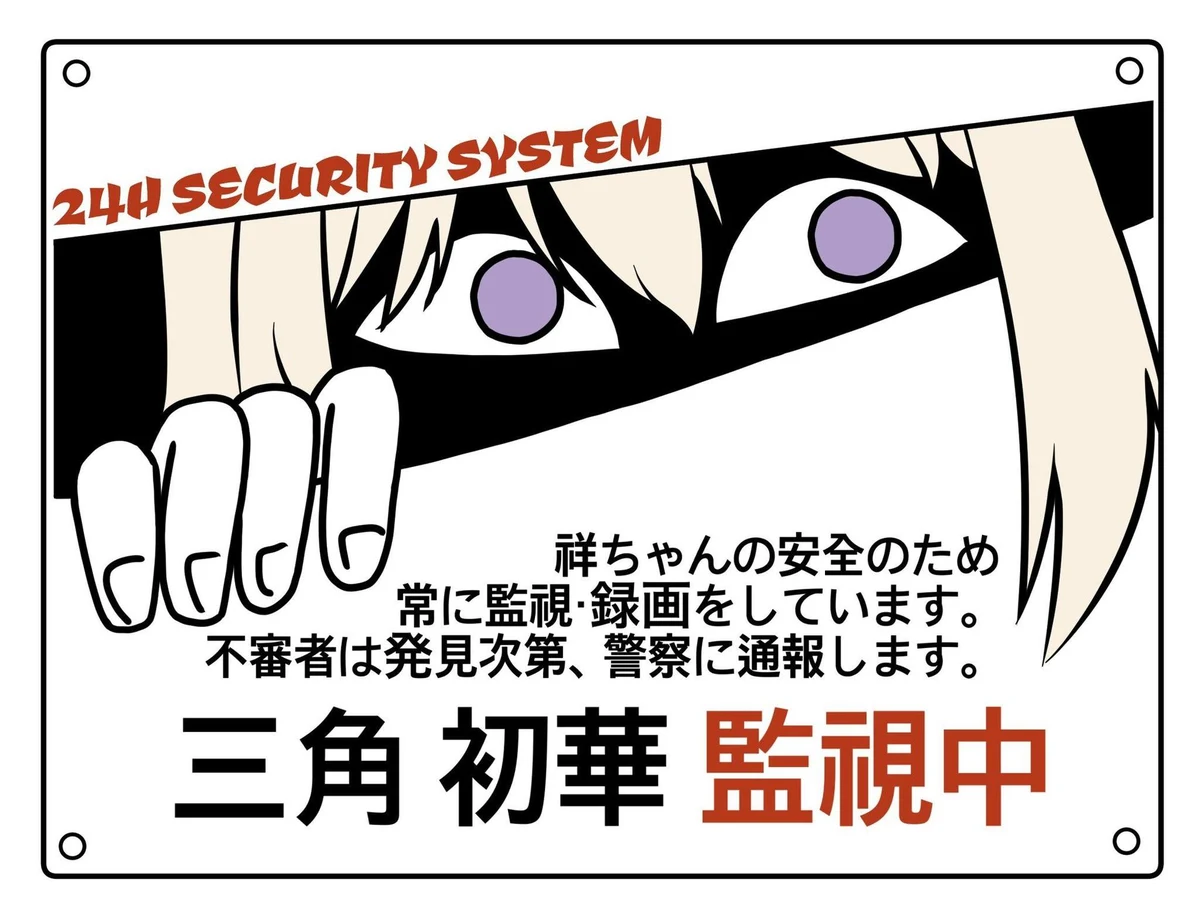 24H SECURITY SYSTEM
祥ちゃんの安全のため
常に監視·録画をしています。
不審者は発見次第、警察に通報します。
三角 初華 監視中